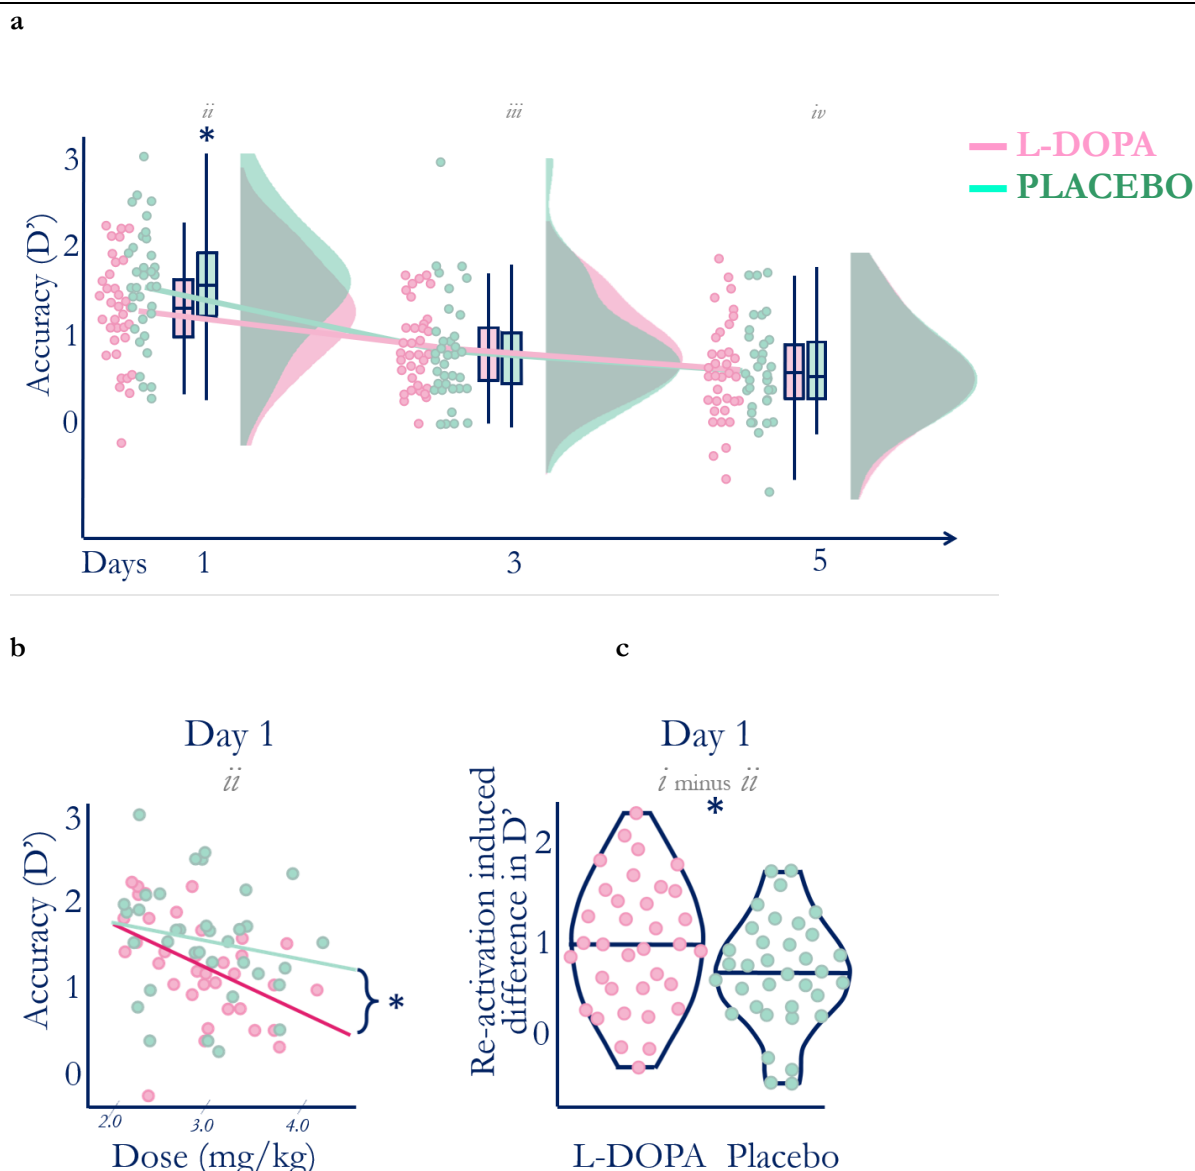 a
ii
iii
iv
*
L-DOPA
PLACEBO
3
2
1
0
Accuracy (D’)
Days 1 3 5
b
c
Day 1
ii
3
2
1
0
Accuracy (D’)
*
2.0 3.0 4.0
Dose (mg/kg)
Day 1
i minus ii
*
Re-activation induced
difference in D’
2
1
0
L-DOPA Placebo